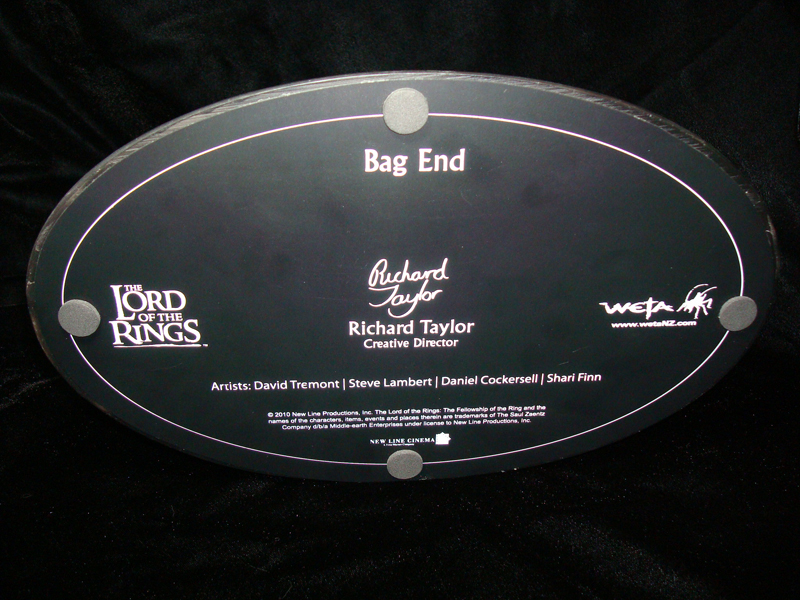 Bag End
Richard
Taylor
THE
LORD
OF THE
RINGS™
Richard Taylor
Creative Director
WETA
www.wetaNZ.com
Artists: David Tremont | Steve Lambert | Daniel Cockersell | Shari Finn
© 2010 New Line Productions, Inc. The Lord of the Rings: The Fellowship of the Ring and the
names of the characters, items, events and places therein are trademarks of The Saul Zaentz
Company d/b/a Middle-earth Enterprises under license to New Line Productions, Inc.
NEW LINE CINEMA